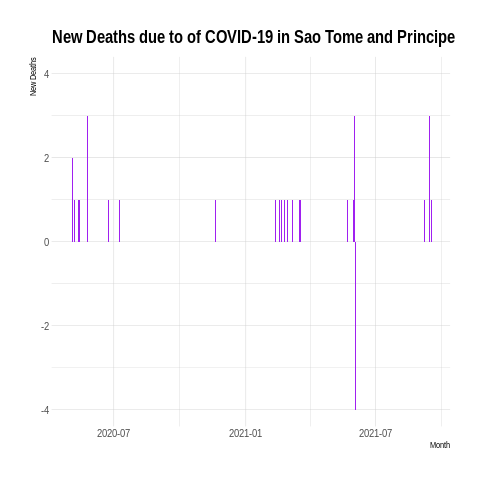 New Deaths due to of COVID-19 in Sao Tome and Principe
New Deaths
4
2
0
-2
-4
2020-07 2021-01 2021-07
Month